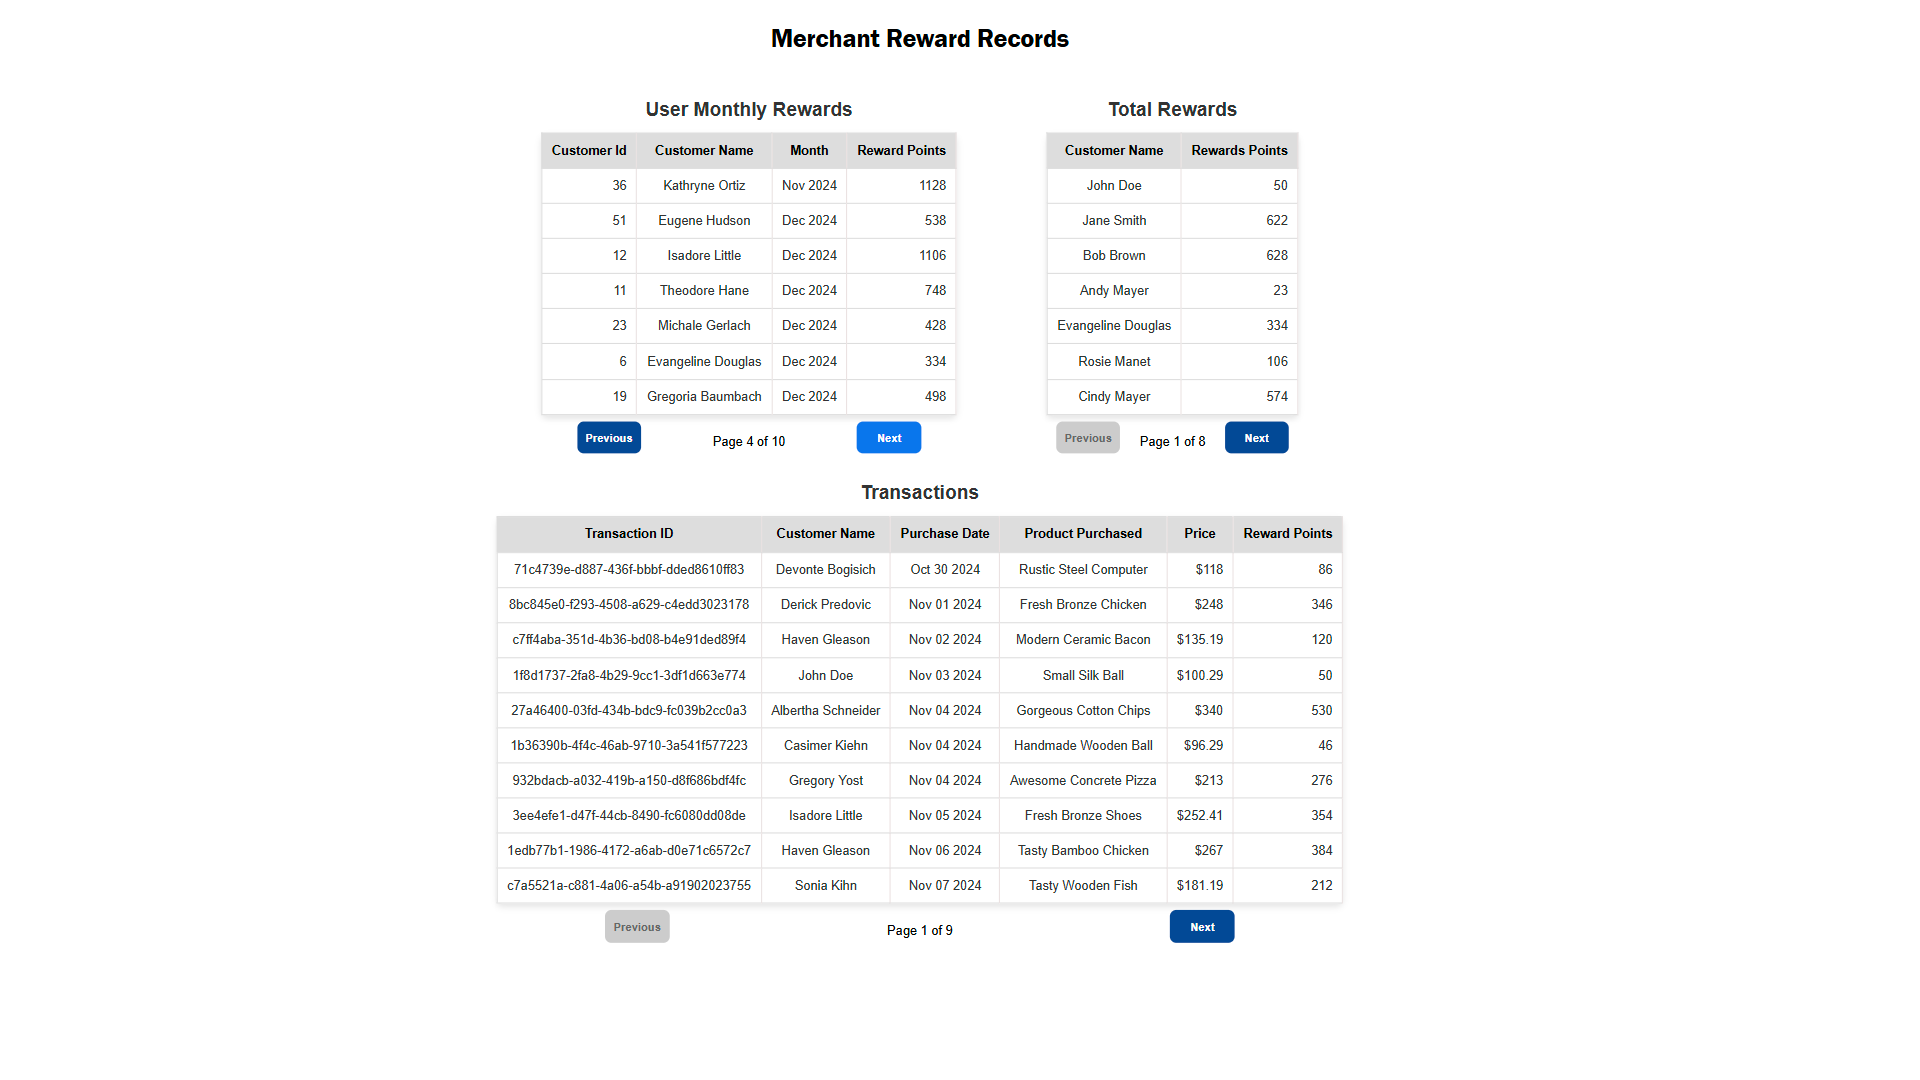 Merchant Reward Records
User Monthly Rewards
Customer Id Customer Name Month Reward Points
36 Kathryne Ortiz Nov 2024 1128
51 Eugene Hudson Dec 2024 538
12 Isadore Little Dec 2024 1106
11 Theodore Hane Dec 2024 748
23 Michale Gerlach Dec 2024 428
6 Evangeline Douglas Dec 2024 334
19 Gregoria Baumbach Dec 2024 498
Previous Page 4 of 10 Next
Total Rewards
Customer Name Rewards Points
John Doe 50
Jane Smith 622
Bob Brown 628
Andy Mayer 23
Evangeline Douglas 334
Rosie Manet 106
Cindy Mayer 574
Previous Page 1 of 8 Next
Transactions
Transaction ID Customer Name Purchase Date Product Purchased Price Reward Points
71c4739e-d887-436f-bbbf-dded8610ff83 Devonte Bogisich Oct 30 2024 Rustic Steel Computer $118 86
8bc845e0-f293-4508-a629-c4edd3023178 Derick Predovic Nov 01 2024 Fresh Bronze Chicken $248 346
c7ff4aba-351d-4b36-bd08-b4e91ded89f4 Haven Gleason Nov 02 2024 Modern Ceramic Bacon $135.19 120
1f8d1737-2fa8-4b29-9cc1-3df1d663e774 John Doe Nov 03 2024 Small Silk Ball $100.29 50
27a46400-03fd-434b-bdc9-fc039b2cc0a3 Albertha Schneider Nov 04 2024 Gorgeous Cotton Chips $340 530
1b36390b-4f4c-46ab-9710-3a541f577223 Casimer Kiehn Nov 04 2024 Handmade Wooden Ball $96.29 46
932bdacb-a032-419b-a150-d8f686bdf4fc Gregory Yost Nov 04 2024 Awesome Concrete Pizza $213 276
3ee4efe1-d47f-44cb-8490-fc6080dd08de Isadore Little Nov 05 2024 Fresh Bronze Shoes $252.41 354
1edb77b1-1986-4172-a6ab-d0e71c6572c7 Haven Gleason Nov 06 2024 Tasty Bamboo Chicken $267 384
c7a5521a-c881-4a06-a54b-a91902023755 Sonia Kihn Nov 07 2024 Tasty Wooden Fish $181.19 212
Previous Page 1 of 9 Next